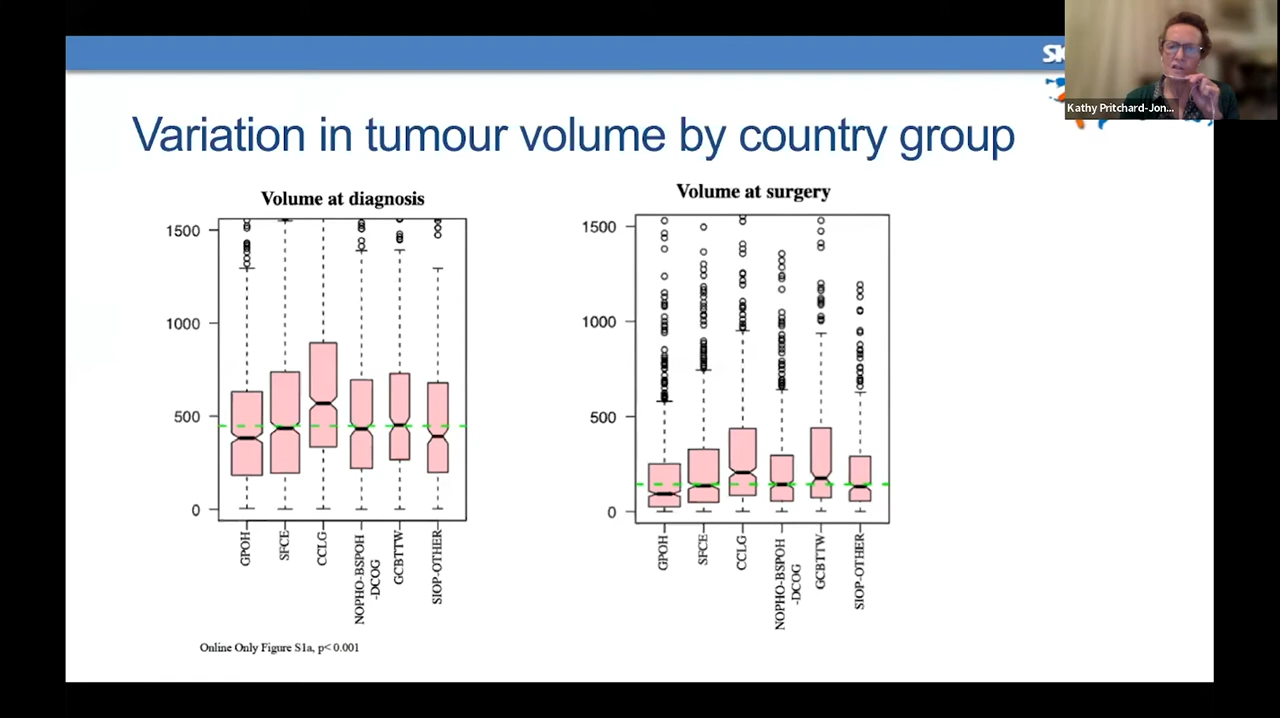 Kathy Pritchard-Jon...
Variation in tumour volume by country group
Volume at diagnosis
1500
1000
500
0
GPOH
SFCE
CCLG
NOPHO-BSPOH
-DCOG
GCBTTW
SIOP-OTHER
Volume at surgery
1500
1000
500
0
GPOH
SFCE
CCLG
NOPHO-BSPOH
-DCOG
GCBTTW
SIOP-OTHER
Online Only Figure S1a, p< 0.001